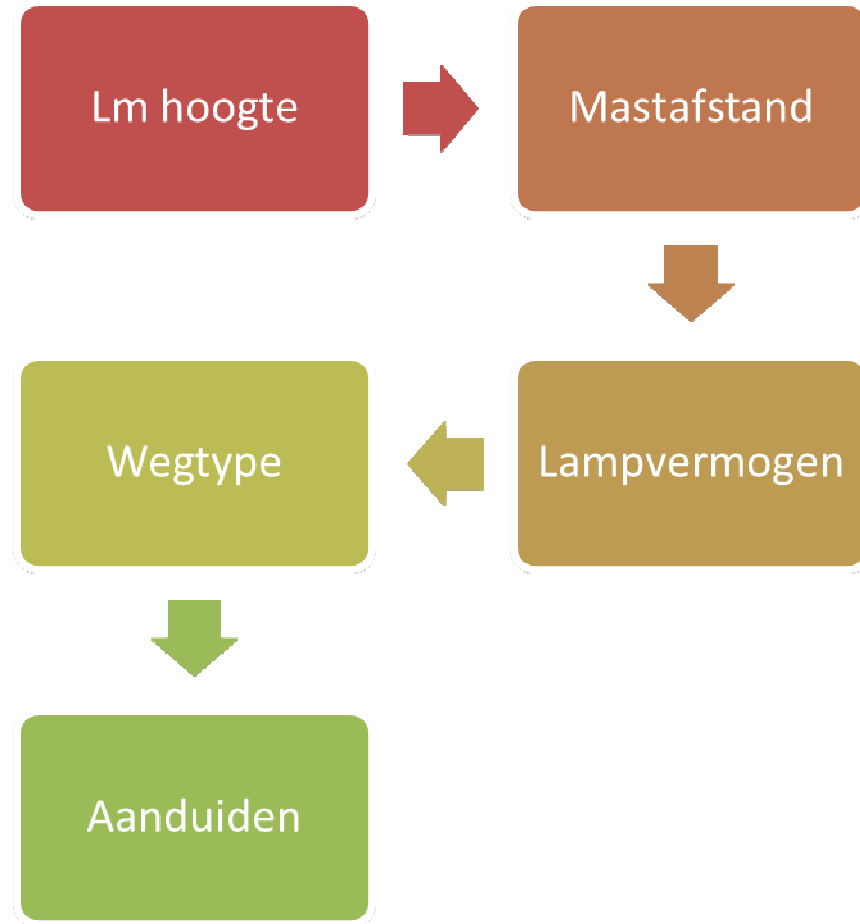 Lm hoogte
Mastafstand
Lampvermogen
Wegtype
Aanduiden